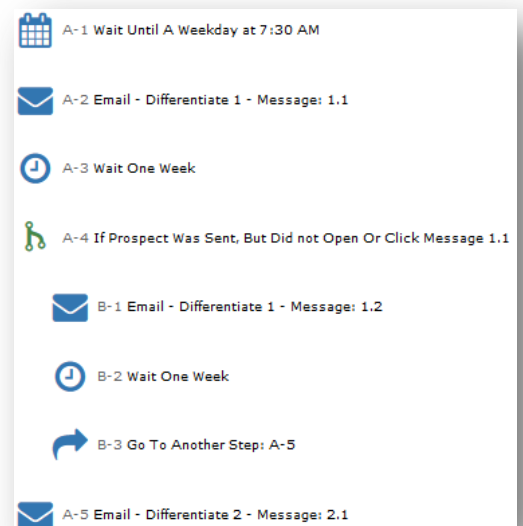 A-1 Wait Until A Weekday at 7:30 AM
A-2 Email - Differentiate 1 - Message: 1.1
A-3 Wait One Week
A-4 If Prospect Was Sent, But Did not Open Or Click Message 1.1
B-1 Email - Differentiate 1 - Message: 1.2
B-2 Wait One Week
B-3 Go To Another Step: A-5
A-5 Email - Differentiate 2 - Message: 2.1